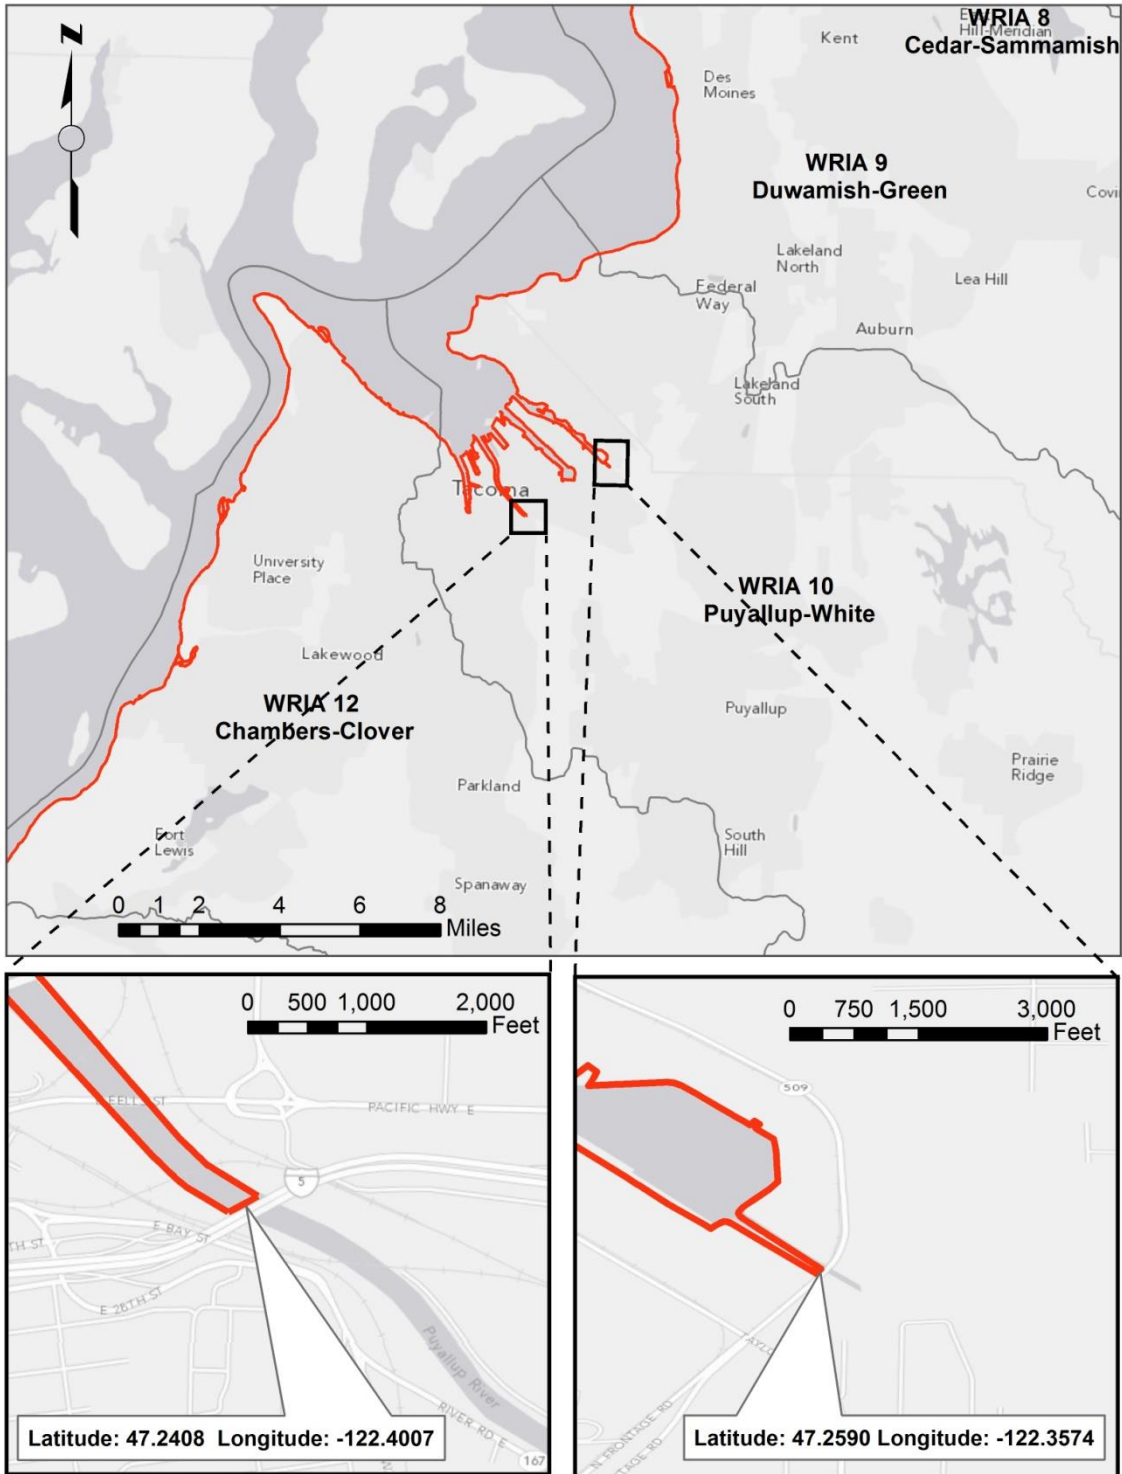 WRIA 8
Hill-Meridian
Cedar-Sammamish
Kent
Des
Moines
WRIA 9
Duwamish-Green
Lakeland
North
Lea Hill
Federal
Way
Auburn
Lakeland
South
Tacoma
University
Place
WRIA 10
Puyallup-White
Lakewood
WRIA 12
Chambers-Clover
Puyallup
Prairie
Ridge
Parkland
Fort
Lewis
South
Hill
Spanaway
0 1 2 4 6 8
Miles
N
0 500 1,000 2,000
Feet
PACIFIC HWY E
5
E BAY ST
E 26TH ST
Puyallup River
RIVER RD E
167
Latitude: 47.2408 Longitude: -122.4007
0 750 1,500 3,000
Feet
509
N FRONTAGE RD
Latitude: 47.2590 Longitude: -122.3574